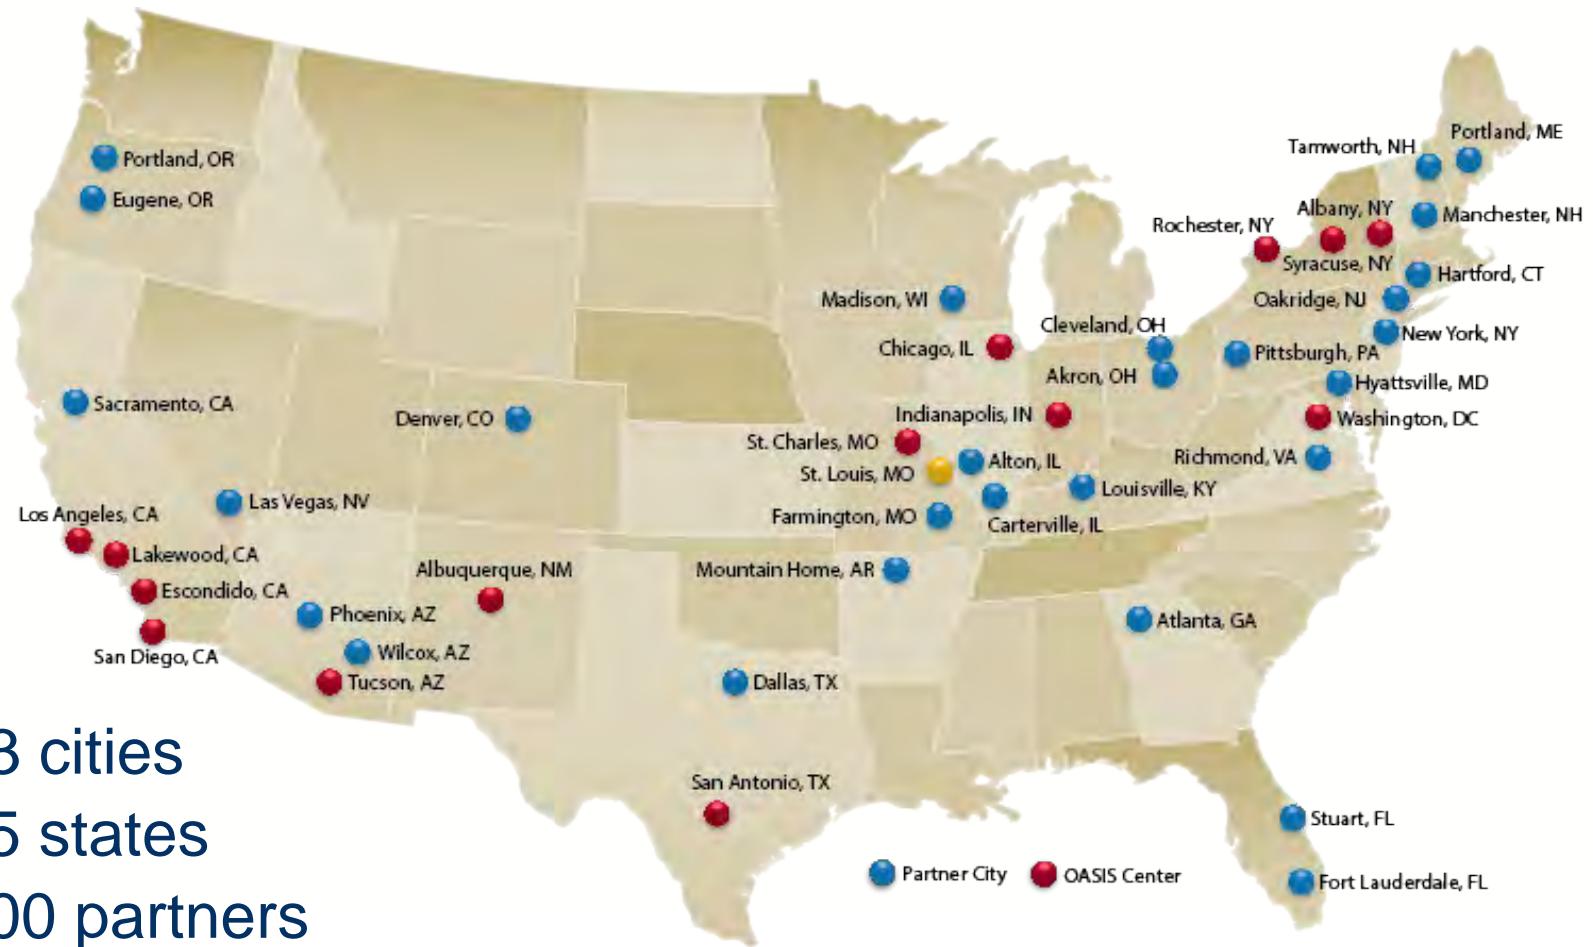 Portland, ME
Tamworth, NH
Portland, OR
Eugene, OR
Albany, NY
Manchester, NH
Rochester, NY
Syracuse, NY
Hartford, CT
Madison, WI
Oakridge, NJ
Cleveland, OH
New York, NY
Chicago, IL
Pittsburgh, PA
Akron, OH
Hyattsville, MD
Sacramento, CA
Denver, CO
Indianapolis, IN
Washington, DC
St. Charles, MO
Richmond, VA
Alton, IL
St. Louis, MO
Louisville, KY
Las Vegas, NV
Los Angeles, CA
Farmington, MO
Carterville, IL
Lakewood, CA
Albuquerque, NM
Mountain Home, AR
Escondido, CA
Phoenix, AZ
Atlanta, GA
San Diego, CA
Wilcox, AZ
Tucson, AZ
Dallas, TX
3 cities
San Antonio, TX
5 states
Stuart, FL
Partner City
OASIS Center
Fort Lauderdale, FL
00 partners